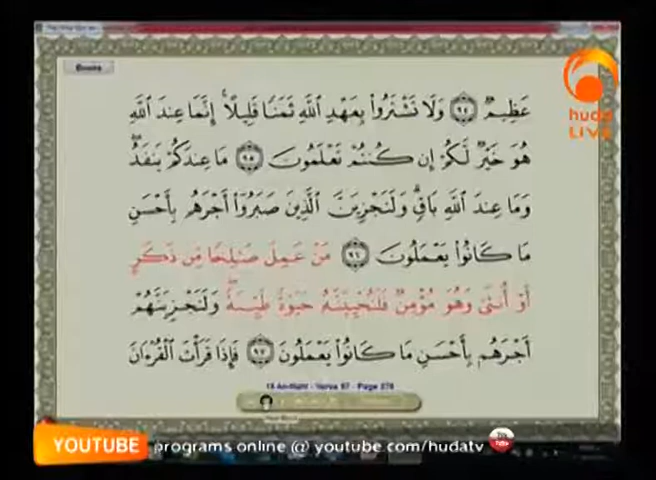 Books
huda
LIVE
عَظِيمٌ ٩٤ وَلَا تَشْتَرُوا۟ بِعَهْدِ ٱللَّهِ ثَمَنًا قَلِيلًا ۚ إِنَّمَا عِندَ ٱللَّهِ
هُوَ خَيْرٌ لَّكُمْ إِن كُنتُمْ تَعْلَمُونَ ٩٥ مَا عِندَكُمْ يَنفَدُ ۖ
وَمَا عِندَ ٱللَّهِ بَاقٍ ۗ وَلَنَجْزِيَنَّ ٱلَّذِينَ صَبَرُوٓا۟ أَجْرَهُم بِأَحْسَنِ
مَا كَانُوا۟ يَعْمَلُونَ ٩٦ مَنْ عَمِلَ صَٰلِحًا مِّن ذَكَرٍ
أَوْ أُنثَىٰ وَهُوَ مُؤْمِنٌ فَلَنُحْيِيَنَّهُۥ حَيَوٰةً طَيِّبَةً ۖ وَلَنَجْزِيَنَّهُمْ
أَجْرَهُم بِأَحْسَنِ مَا كَانُوا۟ يَعْمَلُونَ ٩٧ فَإِذَا قَرَأْتَ ٱلْقُرْءَانَ
16 An-Nahl - Verse 97 - Page 278
YOUTUBE programs online @ youtube.com/hudatv